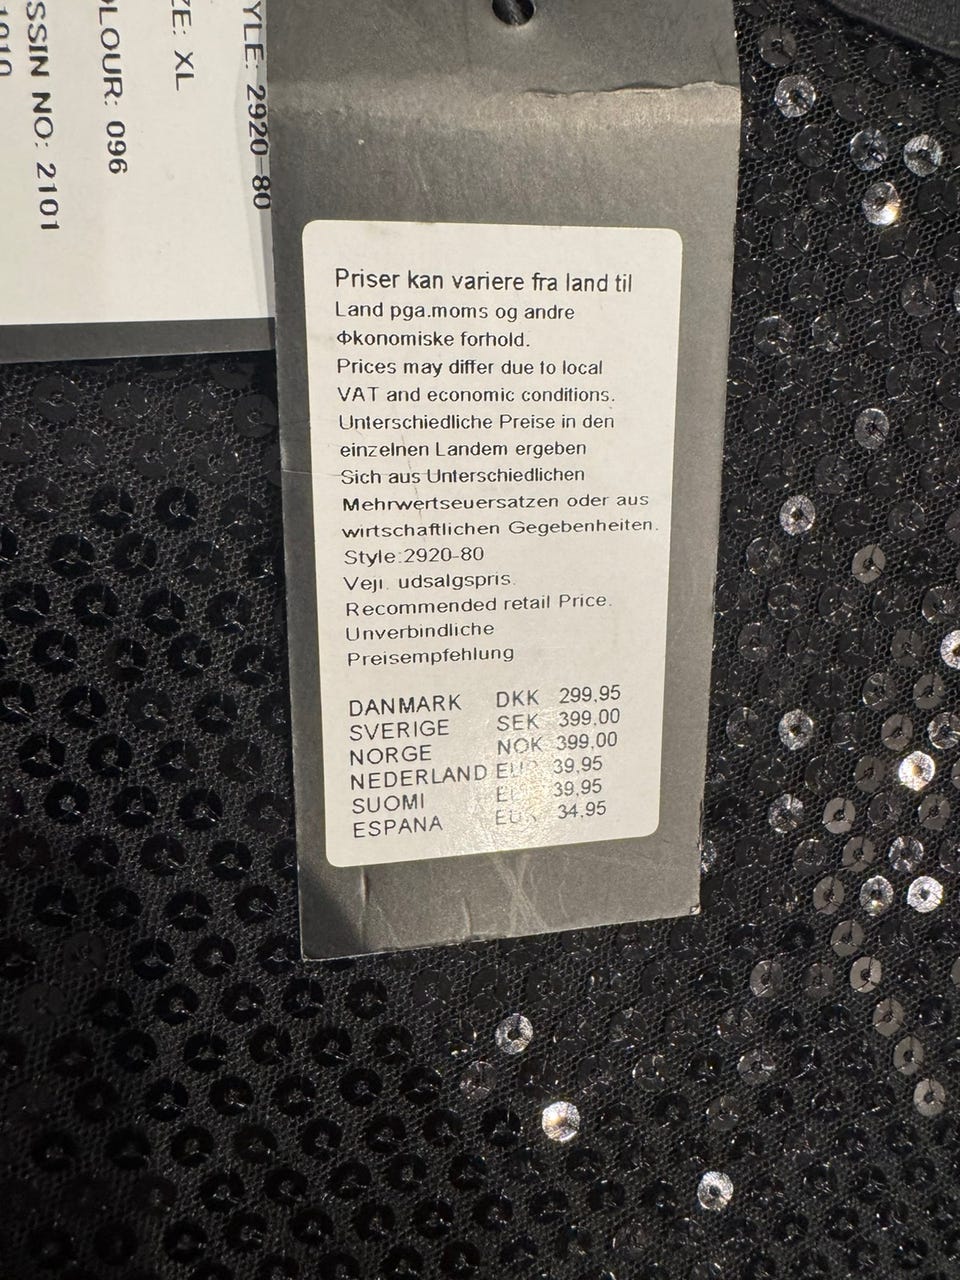 YLE: 2920-80
ZE: XL
OLOUR: 096
SSIN NO: 2101
Priser kan variere fra land til
Land pga.moms og andre
Φkonomiske forhold.
Prices may differ due to local
VAT and economic conditions.
Unterschiedliche Preise in den
einzelnen Landem ergeben
Sich aus Unterschiedlichen
Mehrwertseuersatzen oder aus
wirtschaftlichen Gegebenheiten.
Style:2920-80
Vejl. udsalgspris.
Recommended retail Price.
Unverbindliche
Preisempfehlung
DANMARK DKK 299,95
SVERIGE SEK 399,00
NORGE NOK 399,00
NEDERLAND EUR 39,95
SUOMI 39,95
ESPANA EUR 34,95